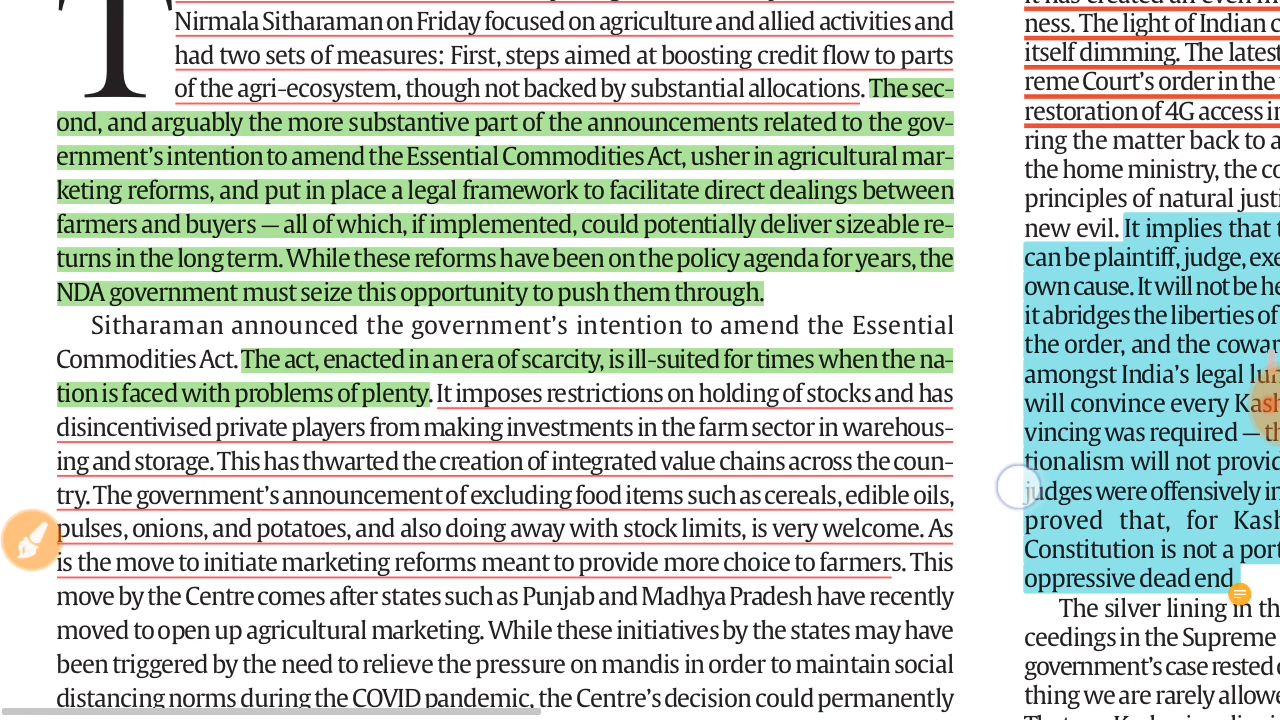 T
Nirmala Sitharaman on Friday focused on agriculture and allied activities and
had two sets of measures: First, steps aimed at boosting credit flow to parts
of the agri-ecosystem, though not backed by substantial allocations. The sec-
ond, and arguably the more substantive part of the announcements related to the gov-
ernment's intention to amend the Essential Commodities Act, usher in agricultural mar-
keting reforms, and put in place a legal framework to facilitate direct dealings between
farmers and buyers — all of which, if implemented, could potentially deliver sizeable re-
turns in the long term. While these reforms have been on the policy agenda for years, the
NDA government must seize this opportunity to push them through.
Sitharaman announced the government's intention to amend the Essential
Commodities Act. The act, enacted in an era of scarcity, is ill-suited for times when the na-
tion is faced with problems of plenty. It imposes restrictions on holding of stocks and has
disincentivised private players from making investments in the farm sector in warehous-
ing and storage. This has thwarted the creation of integrated value chains across the coun-
try. The government's announcement of excluding food items such as cereals, edible oils,
pulses, onions, and potatoes, and also doing away with stock limits, is very welcome. As
is the move to initiate marketing reforms meant to provide more choice to farmers. This
move by the Centre comes after states such as Punjab and Madhya Pradesh have recently
moved to open up agricultural marketing. While these initiatives by the states may have
been triggered by the need to relieve the pressure on mandis in order to maintain social
distancing norms during the COVID pandemic, the Centre's decision could permanently
ness. The light of Indian
itself dimming. The latest
reme Court's order in the
restoration of 4G access
ring the matter back to a
the home ministry, the
principles of natural
new evil. It implies that
can be plaintiff, judge,
own cause. It will not be
it abridges the liberties of
the order, and the
amongst India's legal
will convince every
vincing was required —
tionalism will not
judges were offensively
proved that, for
Constitution is not a
oppressive dead end.
The silver lining in
ceedings in the Supreme
government's case rested
thing we are rarely